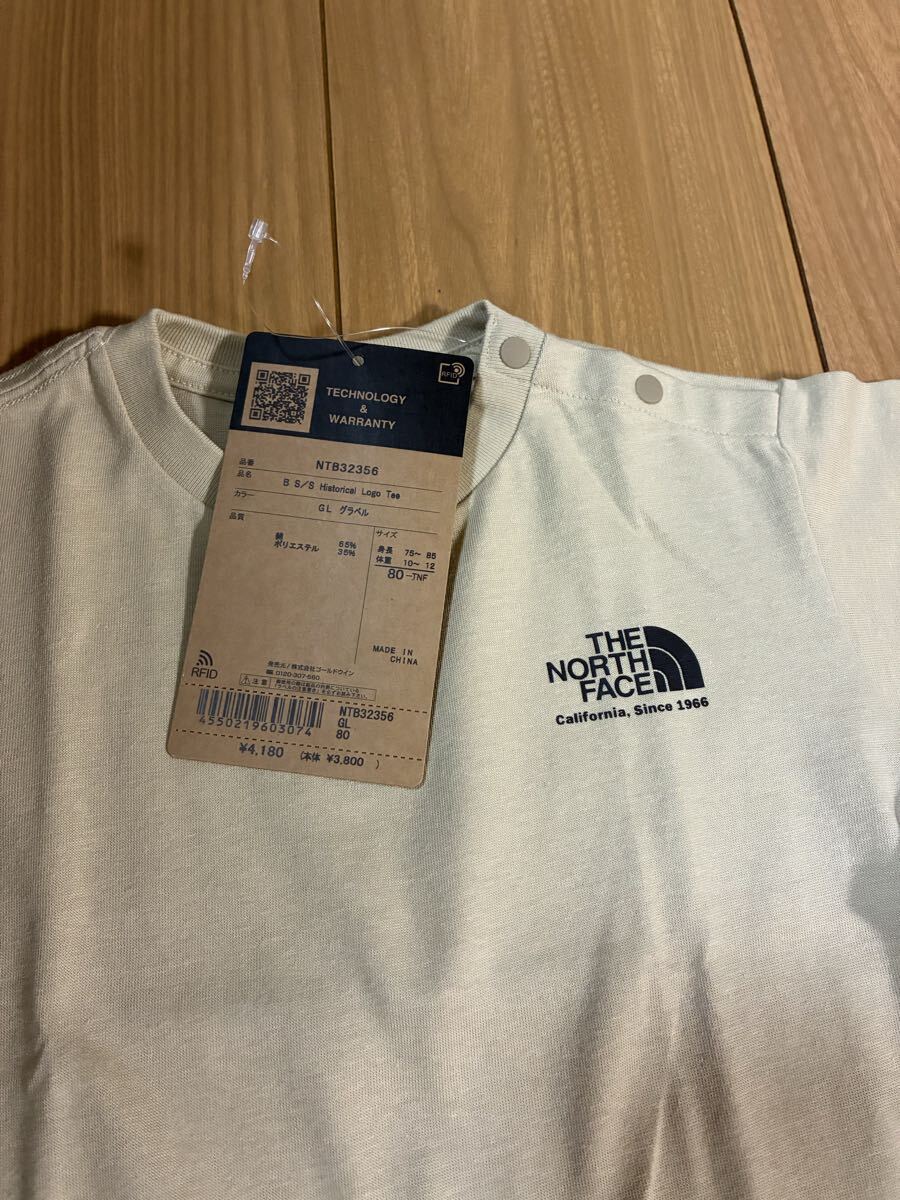 RFID
TECHNOLOGY
&
WARRANTY
品番 NTB32356
品名 B S/S Historical Logo Tee
カラー GL グラベル
品質
綿 65%
ポリエステル 35%
サイズ
身長 75~ 85
体重 10~ 12
80-TNF
MADE IN
CHINA
RFID
発売元/株式会社ゴールドウイン
☎0120-307-560
⚠注意
NTB32356
GL
80
4550219603074
¥4,180 (本体 ¥3,800 )
THE
NORTH
FACE
California, Since 1966